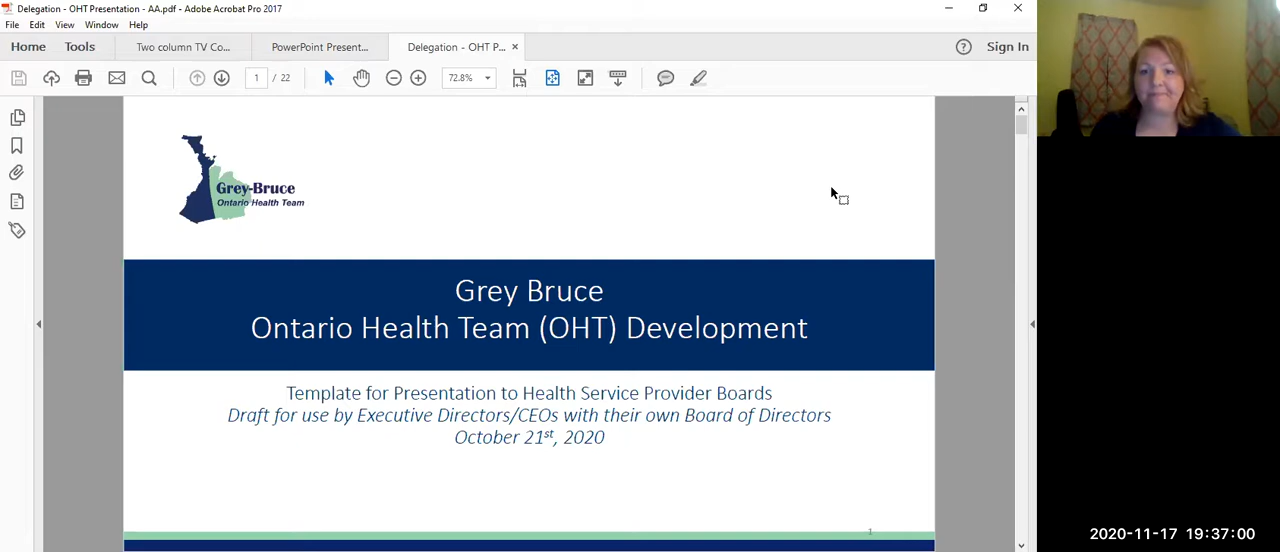 Delegation - OHT Presentation - AA.pdf - Adobe Acrobat Pro 2017
File Edit View Window Help
Home Tools Two column TV Co... PowerPoint Present... Delegation - OHT P... × Sign In
1 / 22 72.8%
Grey-Bruce
Ontario Health Team
Grey Bruce
Ontario Health Team (OHT) Development
Template for Presentation to Health Service Provider Boards
Draft for use by Executive Directors/CEOs with their own Board of Directors
October 21st, 2020
1
2020-11-17 19:37:00